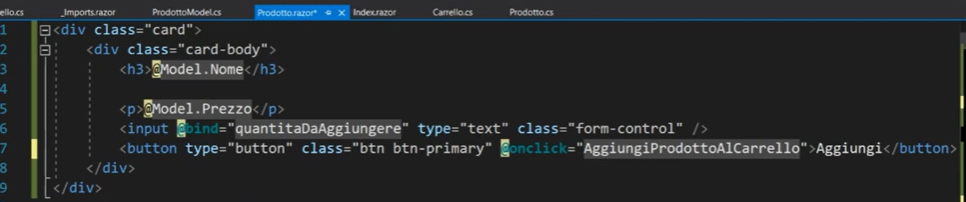 ello.cs _Imports.razor ProdottoModel.cs Prodotto.razor* Index.razor Carrello.cs Prodotto.cs
1 <div class="card">
2 <div class="card-body">
3 <h3>@Model.Nome</h3>
5 <p>@Model.Prezzo</p>
6 <input @bind="quantitaDaAggiungere" type="text" class="form-control" />
7 <button type="button" class="btn btn-primary" @onclick="AggiungiProdottoAlCarrello">Aggiungi</button>
8 </div>
9 </div>